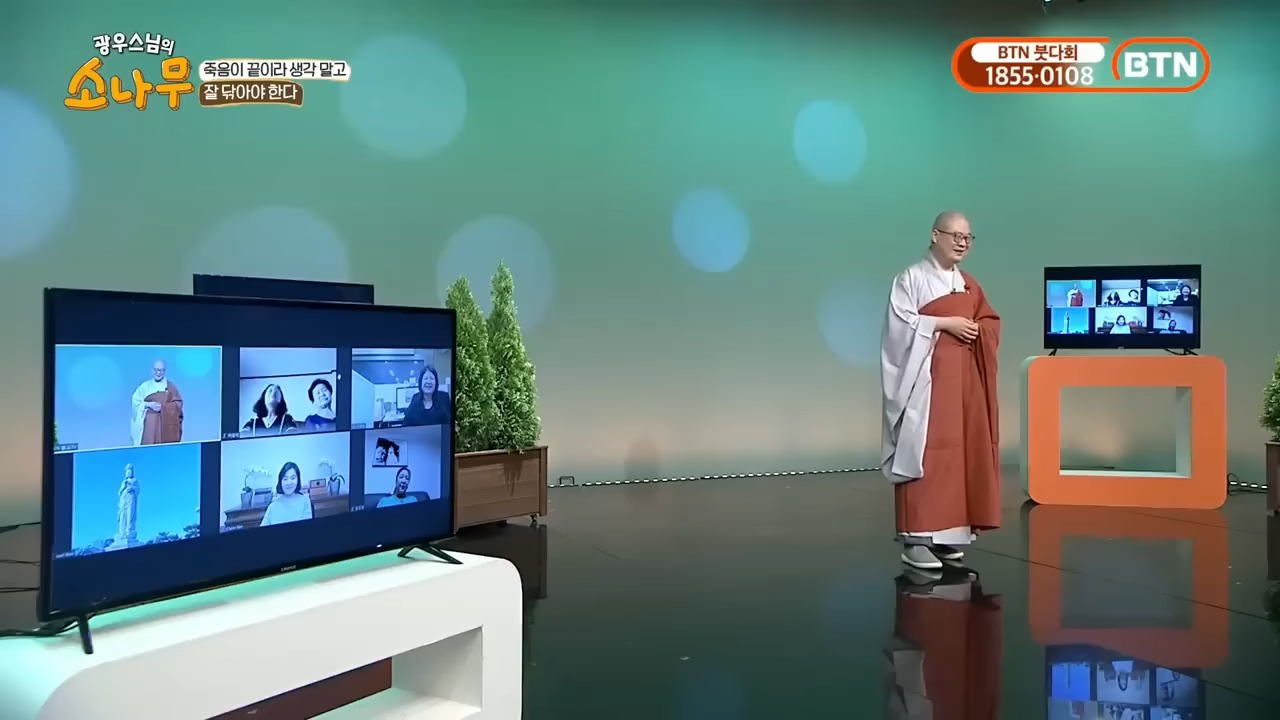 광우스님의
소나무
죽음이 끝이라 생각 말고
잘 닦아야 한다
BTN 붓다회
1855·0108
BTN